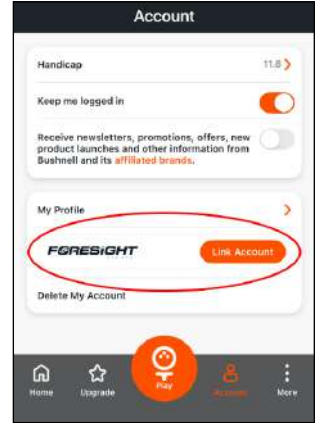 Account
Handicap 11.8
Keep me logged in
Receive newsletters, promotions, offers, new
product launches and other information from
Bushnell and its affiliated brands.
My Profile
FORESiGHT Link Account
Delete My Account
Home Upgrade Play Account More